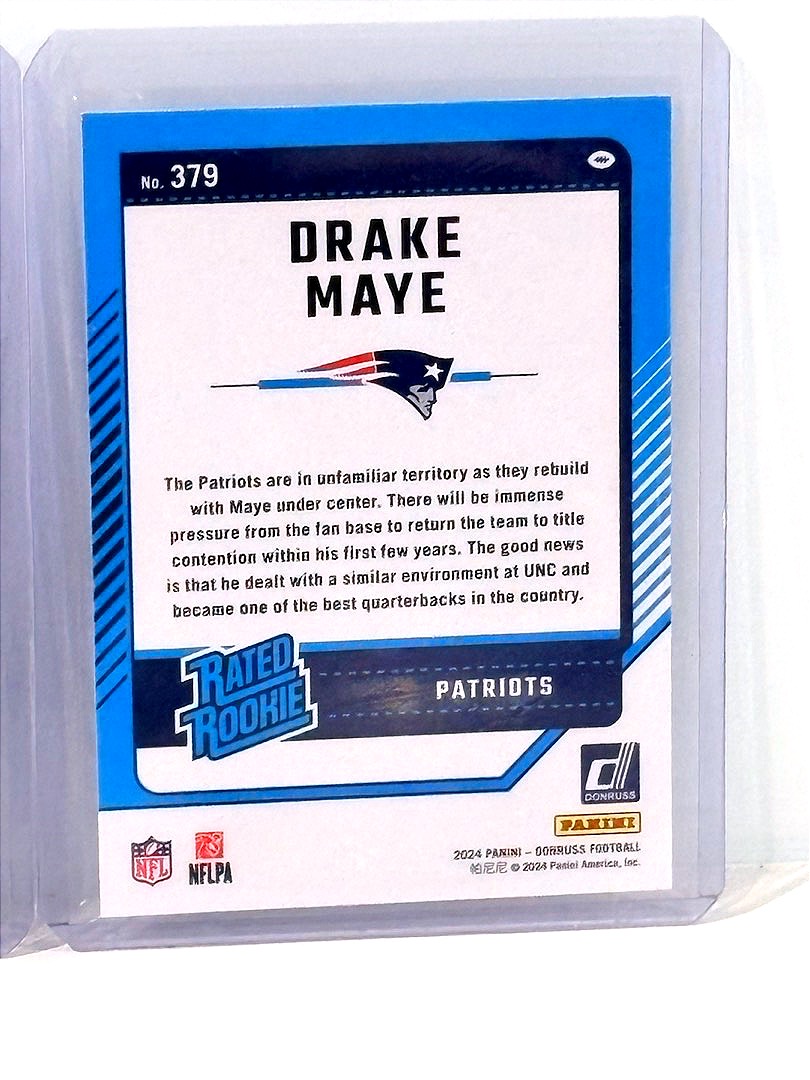 No. 379
DRAKE
MAYE
The Patriots are in unfamiliar territory as they rebuild
with Maye under center. There will be immense
pressure from the fan base to return the team to title
contention within his first few years. The good news
is that he dealt with a similar environment at UNC and
became one of the best quarterbacks in the country.
RATED
ROOKIE
PATRIOTS
DONRUSS
PANINI
NFL
NFLPA
2024 PANINI – DONRUSS FOOTBALL
帕尼尼 © 2024 Panini America, Inc.